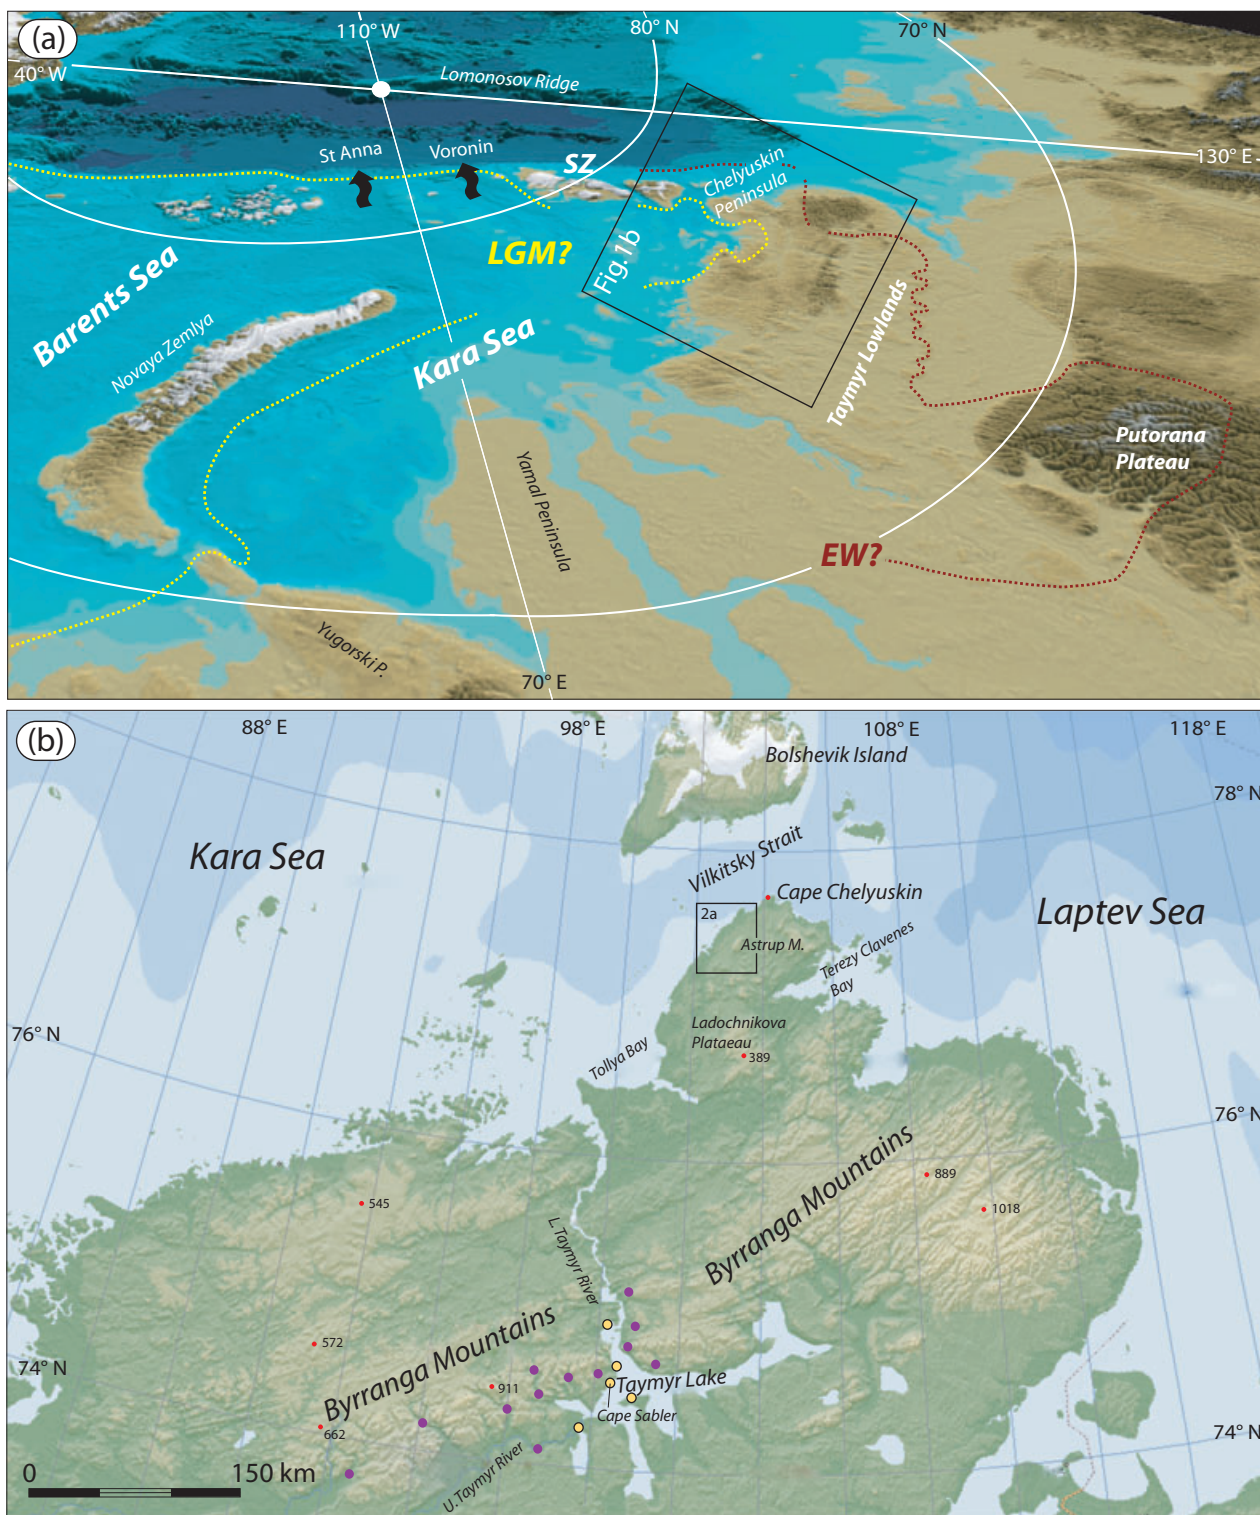 (a)
110° W
80° N
70° N
40° W
Lomonosov Ridge
130° E
St Anna
Voronin
SZ
Chelyuskin
Peninsula
LGM?
Fig. 1b
Barents Sea
Novaya Zemlya
Kara Sea
Taymyr Lowlands
Putorana
Plateau
Yamal Peninsula
EW?
Yugorski P.
70° E
(b)
88° E
98° E
108° E
118° E
Bolshevik Island
78° N
Kara Sea
Vilkitsky Strait
Cape Chelyuskin
Laptev Sea
2a
Astrup M.
Terezy Clavenes
Bay
Ladochnikova
Plataeau
389
76° N
Tollya Bay
76° N
Byrranga Mountains
889
1018
545
L.Taymyr River
572
Byrranga Mountains
74° N
911
Taymyr Lake
Cape Sabler
662
74° N
U.Taymyr River
0
150 km